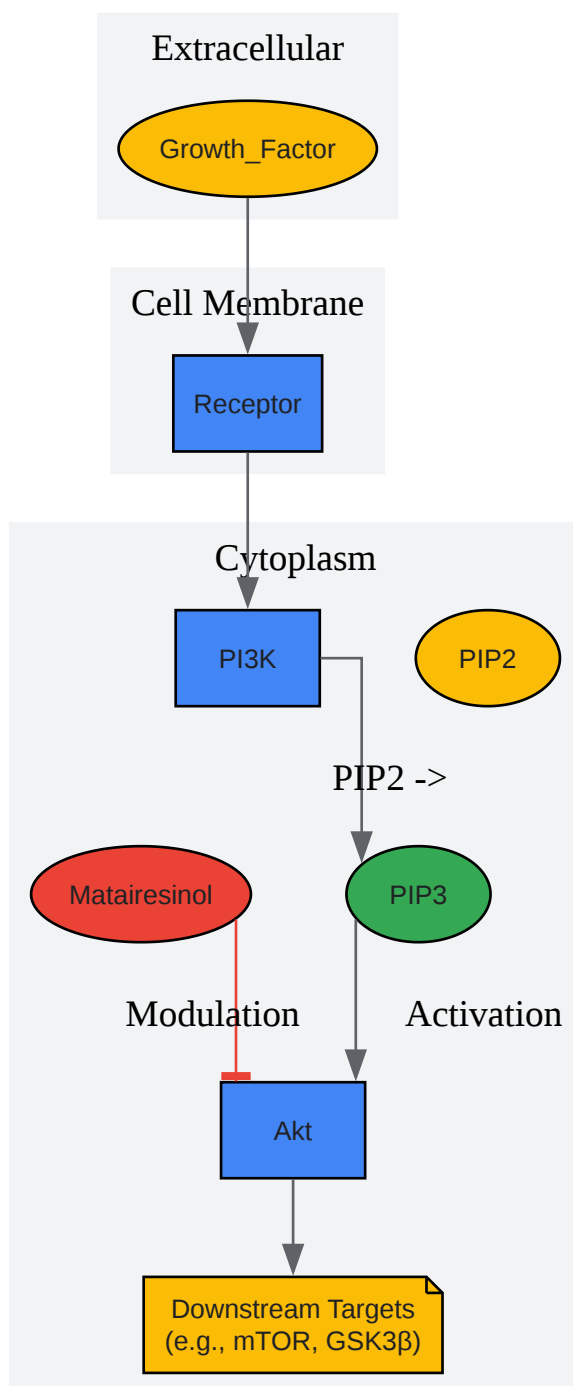 Extracellular
Growth_Factor
Cell Membrane
Receptor
Cytoplasm
PI3K
PIP2
PIP2 ->
Matairesinol
PIP3
Modulation
Activation
Akt
Downstream Targets
(e.g., mTOR, GSK3β)